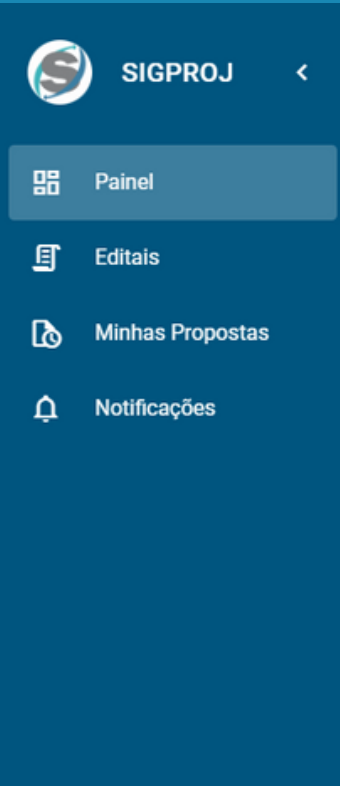 SIGPROJ
Painel
Editais
Minhas Propostas
Notificações